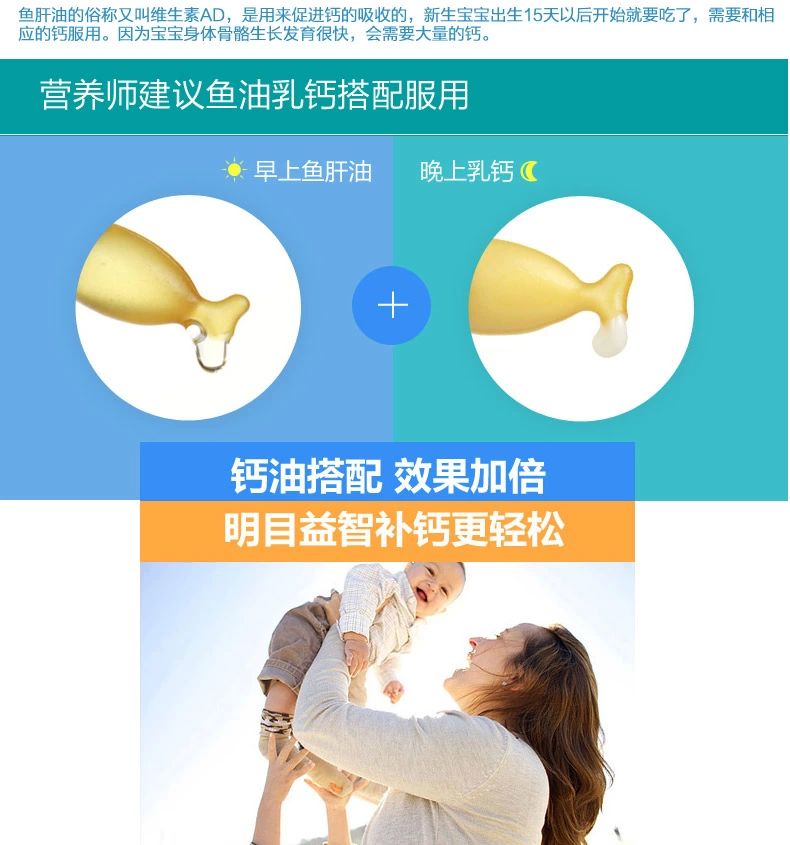 鱼肝油的俗称又叫维生素AD，是用来促进钙的吸收的，新生宝宝出生15天以后开始就要吃了，需要和相
应的钙服用。因为宝宝身体骨骼生长发育很快，会需要大量的钙。
营养师建议鱼油乳钙搭配服用
早上鱼肝油
晚上乳钙
钙油搭配 效果加倍
明目益智补钙更轻松